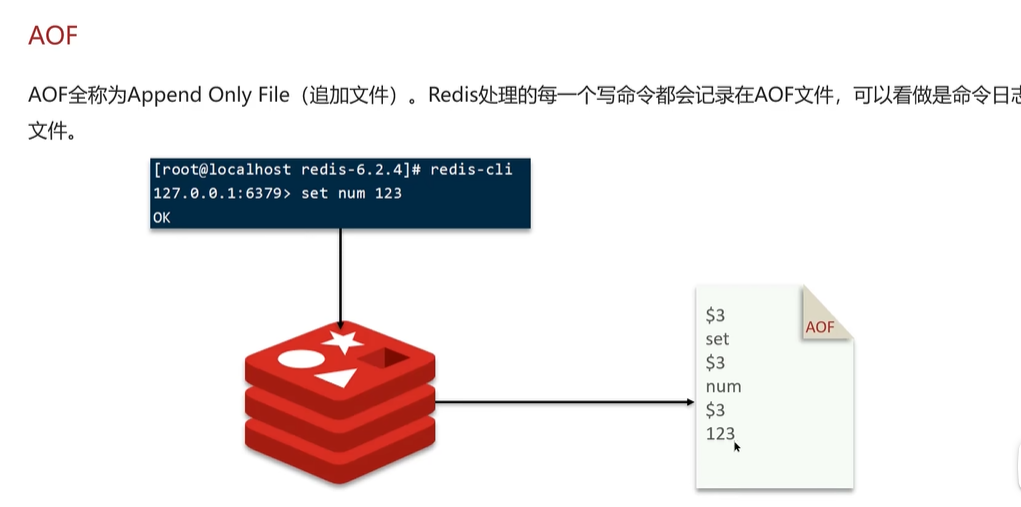 AOF
AOF全称为Append Only File（追加文件）。Redis处理的每一个写命令都会记录在AOF文件，可以看做是命令日志
文件。
[root@localhost redis-6.2.4]# redis-cli
127.0.0.1:6379> set num 123
OK
AOF
$3
set
$3
num
$3
123